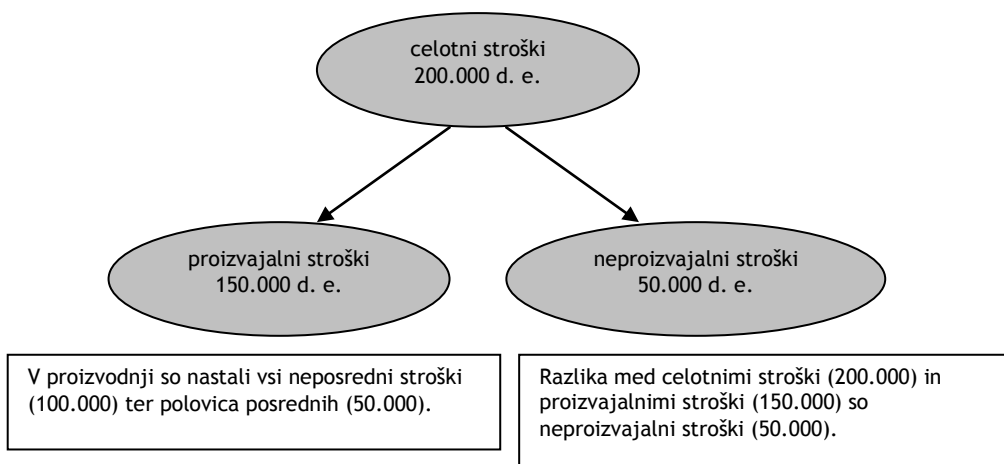 celotni stroški
200.000 d. e.
proizvajalni stroški
150.000 d. e.
neproizvajalni stroški
50.000 d. e.
V proizvodnji so nastali vsi neposredni stroški
(100.000) ter polovica posrednih (50.000).
Razlika med celotnimi stroški (200.000) in
proizvajalnimi stroški (150.000) so
neproizvajalni stroški (50.000).